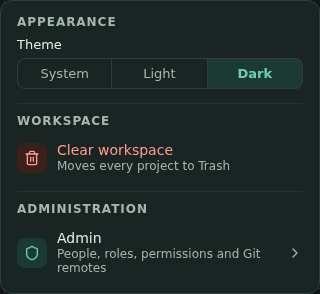 APPEARANCE
Theme
System Light Dark
WORKSPACE
Clear workspace
Moves every project to Trash
ADMINISTRATION
Admin
People, roles, permissions and Git
remotes